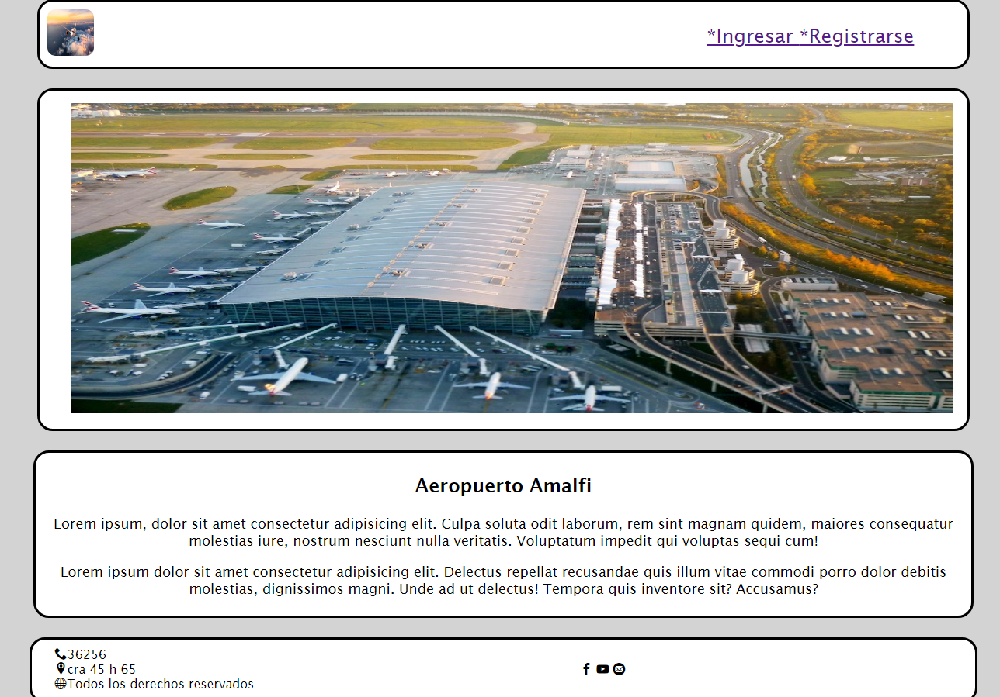 *Ingresar *Registrarse
Aeropuerto Amalfi
Lorem ipsum, dolor sit amet consectetur adipisicing elit. Culpa soluta odit laborum, rem sint magnam quidem, maiores consequatur
molestias iure, nostrum nesciunt nulla veritatis. Voluptatum impedit qui voluptas sequi cum!
Lorem ipsum dolor sit amet consectetur adipisicing elit. Delectus repellat recusandae quis illum vitae commodi porro dolor debitis
molestias, dignissimos magni. Unde ad ut delectus! Tempora quis inventore sit? Accusamus?
36256
cra 45 h 65
Todos los derechos reservados